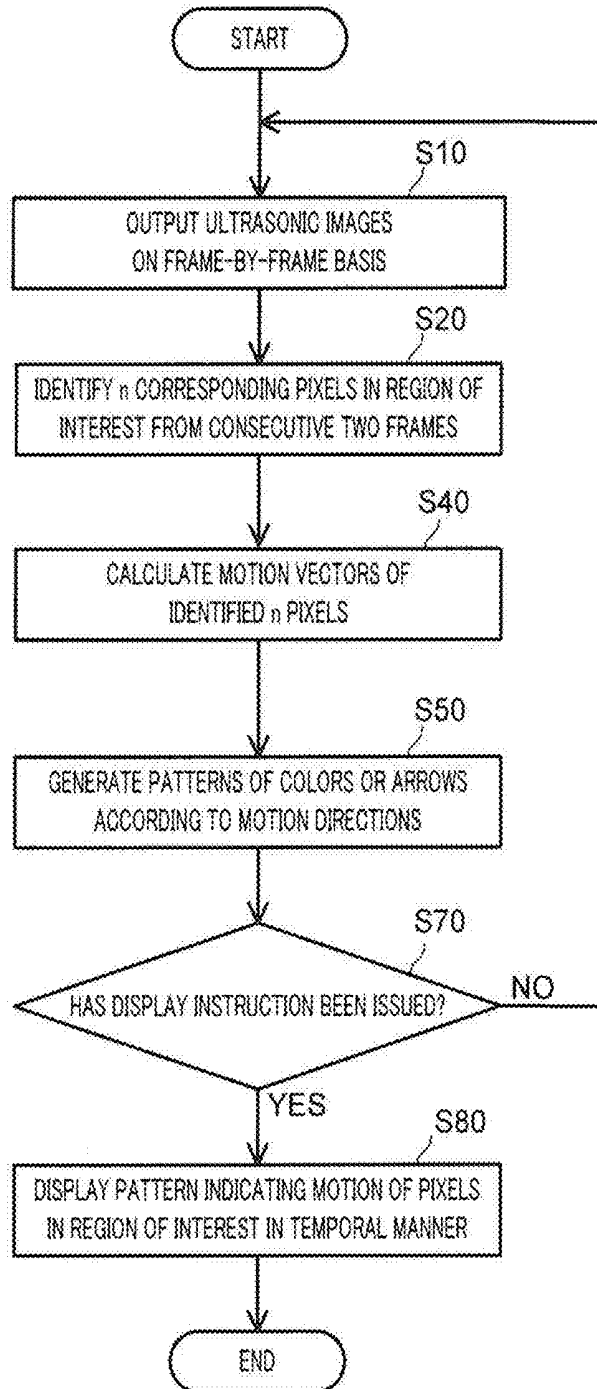 START
S10
OUTPUT ULTRASONIC IMAGES
ON FRAME-BY-FRAME BASIS
S20
IDENTIFY n CORRESPONDING PIXELS IN REGION OF
INTEREST FROM CONSECUTIVE TWO FRAMES
S40
CALCULATE MOTION VECTORS OF
IDENTIFIED n PIXELS
S50
GENERATE PATTERNS OF COLORS OR ARROWS
ACCORDING TO MOTION DIRECTIONS
S70
HAS DISPLAY INSTRUCTION BEEN ISSUED?
NO
YES
S80
DISPLAY PATTERN INDICATING MOTION OF PIXELS
IN REGION OF INTEREST IN TEMPORAL MANNER
END